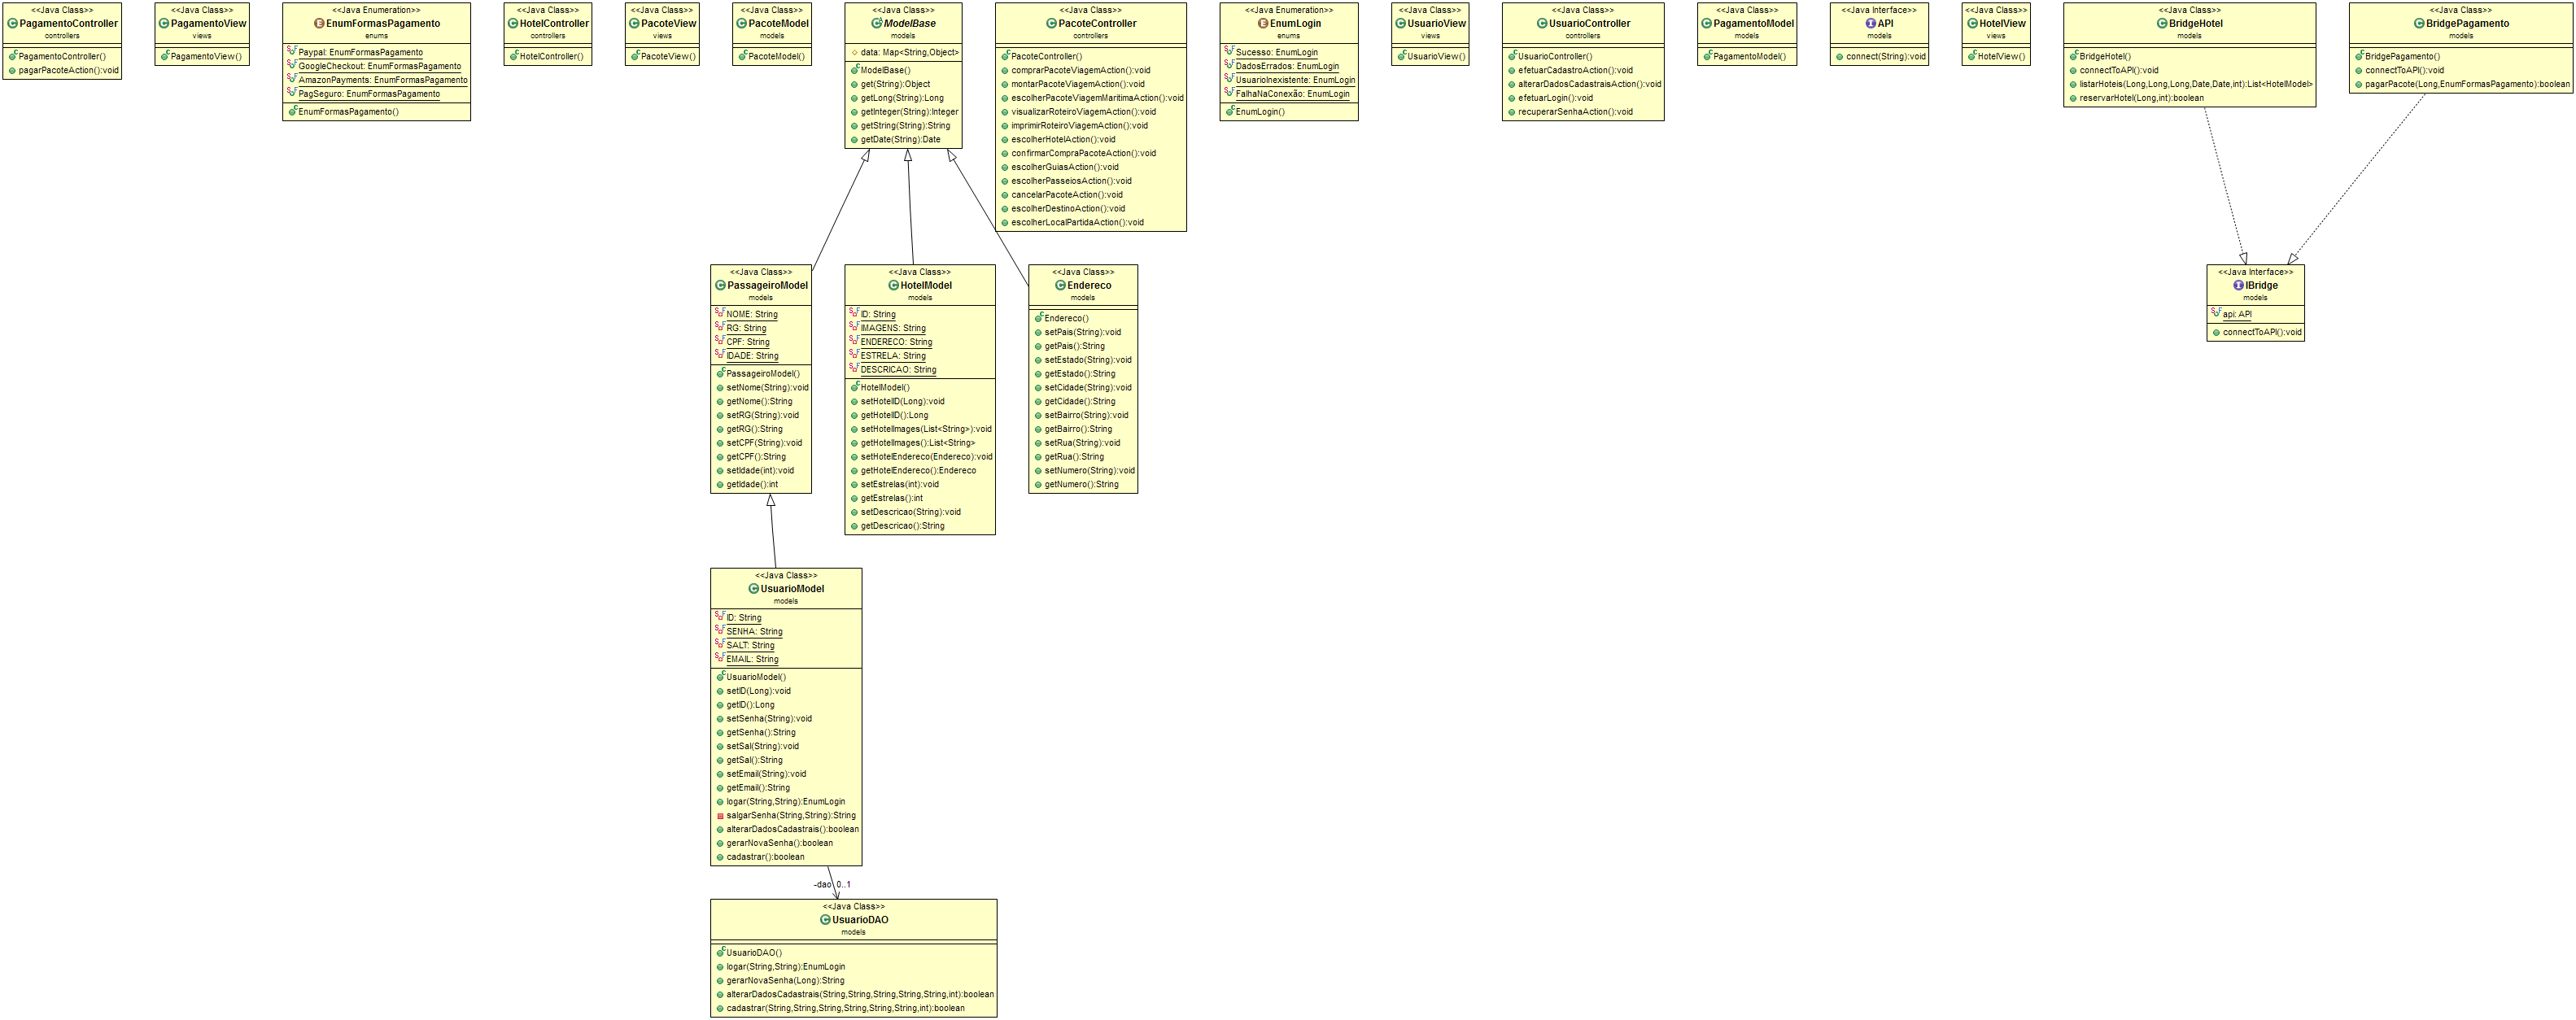 <<Java Class>>
PagamentoController
controllers
PagamentoController()
pagarPacoteAction():void
<<Java Class>>
PagamentoView
views
PagamentoView()
<<Java Enumeration>>
EnumFormasPagamento
enums
Paypal: EnumFormasPagamento
GoogleCheckout: EnumFormasPagamento
AmazonPayments: EnumFormasPagamento
PagSeguro: EnumFormasPagamento
EnumFormasPagamento()
<<Java Class>>
HotelController
controllers
HotelController()
<<Java Class>>
PacoteView
views
PacoteView()
<<Java Class>>
PacoteModel
models
PacoteModel()
<<Java Class>>
ModelBase
models
data: Map<String,Object>
ModelBase()
get(String):Object
getLong(String):Long
getInteger(String):Integer
getString(String):String
getDate(String):Date
<<Java Class>>
PacoteController
controllers
PacoteController()
comprarPacoteViagemAction():void
montarPacoteViagemAction():void
escolherPacoteViagemMaritimaAction():void
visualizarRoteiroViagemAction():void
imprimirRoteiroViagemAction():void
escolherHotelAction():void
confirmarCompraPacoteAction():void
escolherGuiasAction():void
escolherPasseiosAction():void
cancelarPacoteAction():void
escolherDestinoAction():void
escolherLocalPartidaAction():void
<<Java Enumeration>>
EnumLogin
enums
Sucesso: EnumLogin
DadosErrados: EnumLogin
UsuarioInexistente: EnumLogin
FalhaNaConexão: EnumLogin
EnumLogin()
<<Java Class>>
UsuarioView
views
UsuarioView()
<<Java Class>>
UsuarioController
controllers
UsuarioController()
efetuarCadastroAction():void
alterarDadosCadastraisAction():void
efetuarLogin():void
recuperarSenhaAction():void
<<Java Class>>
PagamentoModel
models
PagamentoModel()
<<Java Interface>>
API
models
connect(String):void
<<Java Class>>
HotelView
views
HotelView()
<<Java Class>>
BridgeHotel
models
BridgeHotel()
connectToAPI():void
listarHoteis(Long,Long,Long,Date,Date,int):List<HotelModel>
reservarHotel(Long,int):boolean
<<Java Class>>
BridgePagamento
models
BridgePagamento()
connectToAPI():void
pagarPacote(Long,EnumFormasPagamento):boolean
<<Java Class>>
PassageiroModel
models
NOME: String
RG: String
CPF: String
IDADE: String
PassageiroModel()
setNome(String):void
getNome():String
setRG(String):void
getRG():String
setCPF(String):void
getCPF():String
setIdade(int):void
getIdade():int
<<Java Class>>
HotelModel
models
ID: String
IMAGENS: String
ENDERECO: String
ESTRELA: String
DESCRICAO: String
HotelModel()
setHotelID(Long):void
getHotelID():Long
setHotelImages(List<String>):void
getHotelImages():List<String>
setHotelEndereco(Endereco):void
getHotelEndereco():Endereco
setEstrelas(int):void
getEstrelas():int
setDescricao(String):void
getDescricao():String
<<Java Class>>
Endereco
models
Endereco()
setPais(String):void
getPais():String
setEstado(String):void
getEstado():String
setCidade(String):void
getCidade():String
setBairro(String):void
getBairro():String
setRua(String):void
getRua():String
setNumero(String):void
getNumero():String
<<Java Interface>>
IBridge
models
api: API
connectToAPI():void
<<Java Class>>
UsuarioModel
models
ID: String
SENHA: String
SALT: String
EMAIL: String
UsuarioModel()
setID(Long):void
getID():Long
setSenha(String):void
getSenha():String
setSal(String):void
getSal():String
setEmail(String):void
getEmail():String
logar(String,String):EnumLogin
salgarSenha(String,String):String
alterarDadosCadastrais():boolean
gerarNovaSenha():boolean
cadastrar():boolean
-dao 0..1
<<Java Class>>
UsuarioDAO
models
UsuarioDAO()
logar(String,String):EnumLogin
gerarNovaSenha(Long):String
alterarDadosCadastrais(String,String,String,String,String,int):boolean
cadastrar(String,String,String,String,String,String,int):boolean